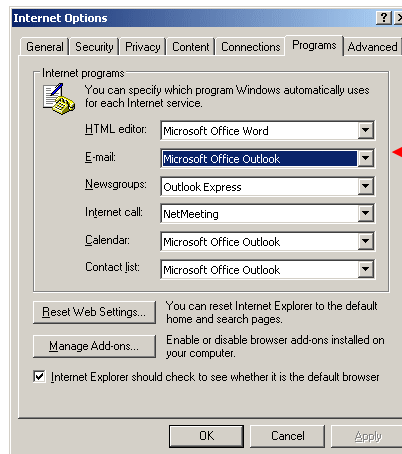 Internet Options
General Security Privacy Content Connections Programs Advanced
Internet programs
You can specify which program Windows automatically uses
for each Internet service.
HTML editor: Microsoft Office Word
E-mail: Microsoft Office Outlook
Newsgroups: Outlook Express
Internet call: NetMeeting
Calendar: Microsoft Office Outlook
Contact list: Microsoft Office Outlook
Reset Web Settings... You can reset Internet Explorer to the default
home and search pages.
Manage Add-ons... Enable or disable browser add-ons installed on
your computer.
Internet Explorer should check to see whether it is the default browser
OK Cancel Apply